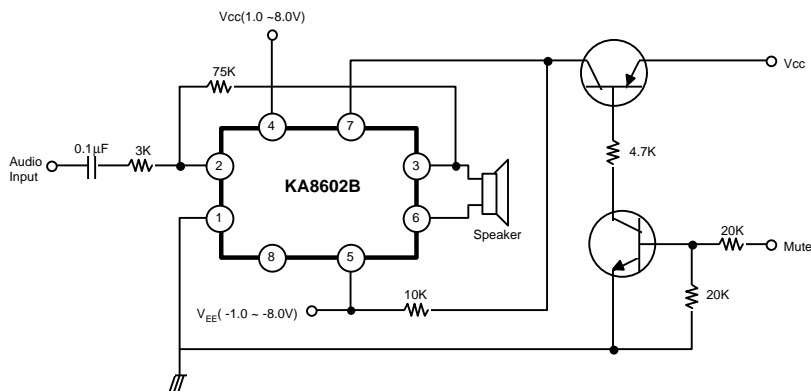 Vcc(1.0 ~8.0V)
75K
4
7
Vcc
0.1μF
3K
4.7K
Audio
Input
2
3
KA8602B
1
6
20K
Mute
Speaker
8
5
10K
20K
VEE( -1.0 ~ -8.0V)